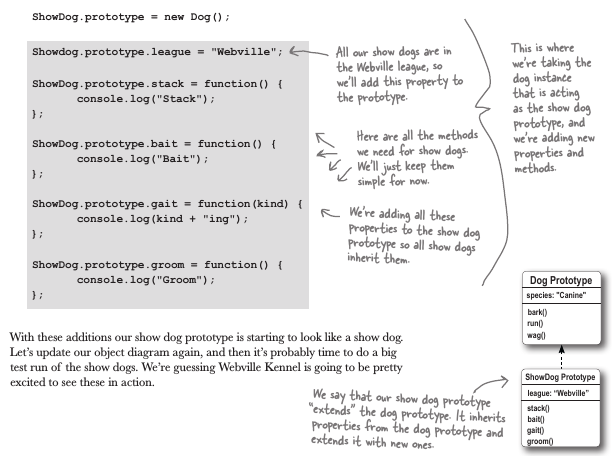 ShowDog.prototype = new Dog();
Showdog.prototype.league = "Webville";
ShowDog.prototype.stack = function() {
console.log("Stack");
};
ShowDog.prototype.bait = function() {
console.log("Bait");
};
ShowDog.prototype.gait = function(kind) {
console.log(kind + "ing");
};
ShowDog.prototype.groom = function() {
console.log("Groom");
};
All our show dogs are in
the Webville league, so
we'll add this property to
the prototype.
Here are all the methods
we need for show dogs.
We'll just keep them
simple for now.
We're adding all these
properties to the show dog
prototype so all show dogs
inherit them.
This is where
we're taking the
dog instance
that is acting
as the show dog
prototype, and
we're adding new
properties and
methods.
With these additions our show dog prototype is starting to look like a show dog.
Let's update our object diagram again, and then it's probably time to do a big
test run of the show dogs. We're guessing Webville Kennel is going to be pretty
excited to see these in action.
Dog Prototype
species: "Canine"
bark()
run()
wag()
We say that our show dog prototype
"extends" the dog prototype. It inherits
properties from the dog prototype and
extends it with new ones.
ShowDog Prototype
league: "Webville"
stack()
bait()
gait()
groom()